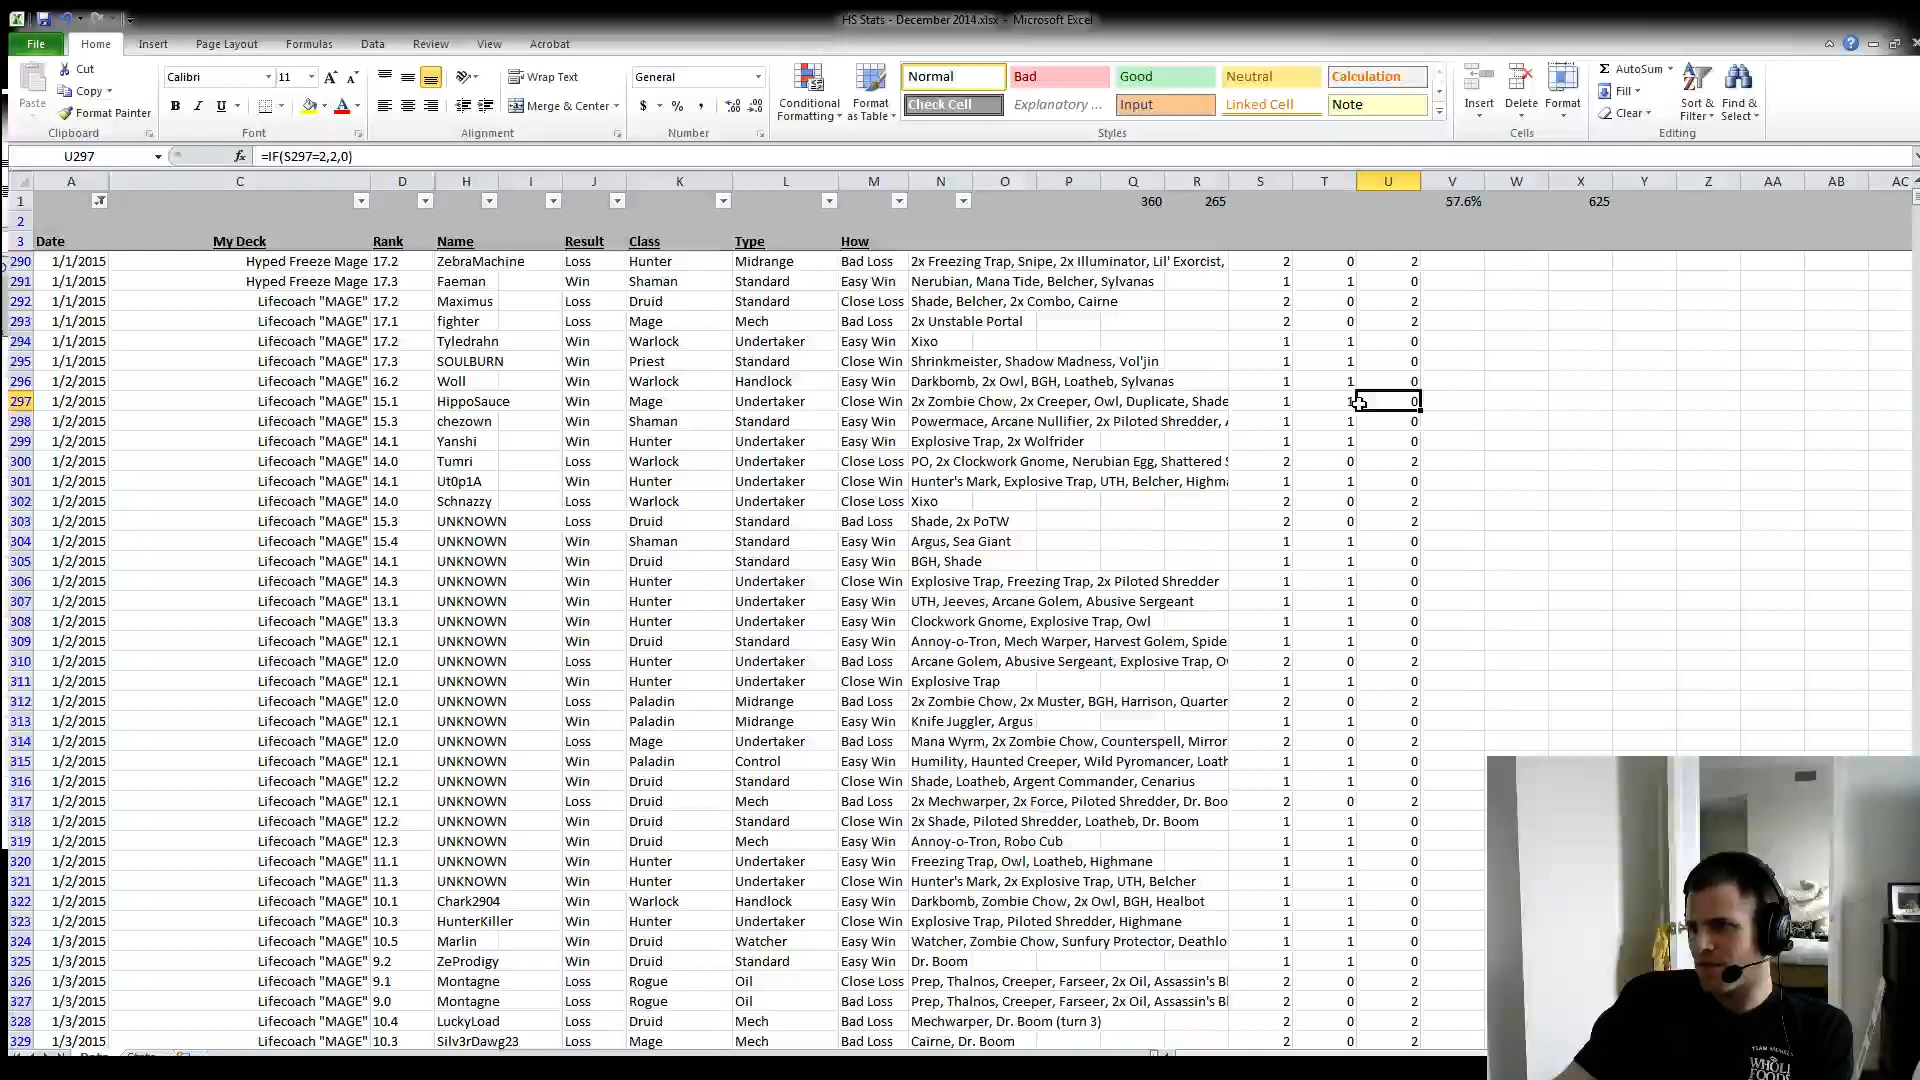 HS Stats - December 2014.xlsx - Microsoft Excel
File Home Insert Page Layout Formulas Data Review View Acrobat
Cut Calibri 11 Wrap Text General Normal Bad Good Neutral Calculation AutoSum
Paste Copy Format Painter B I U Merge & Center $ % , Conditional Formatting Format as Table Check Cell Explanatory ... Input Linked Cell Note Insert Delete Format Fill Clear Sort & Filter Find & Select
Clipboard Font Alignment Number Styles Cells Editing
U297 fx =IF(S297=2,2,0)
A C D H I J K L M N O P Q R S T U V W X Y Z AA AB AC
1 360 265 57.6% 625
2
3 Date My Deck Rank Name Result Class Type How
290 1/1/2015 Hyped Freeze Mage 17.2 ZebraMachine Loss Hunter Midrange Bad Loss 2x Freezing Trap, Snipe, 2x Illuminator, Lil' Exorcist, 2 0 2
291 1/1/2015 Hyped Freeze Mage 17.3 Faeman Win Shaman Standard Easy Win Nerubian, Mana Tide, Belcher, Sylvanas 1 1 0
292 1/1/2015 Lifecoach "MAGE" 17.2 Maximus Loss Druid Standard Close Loss Shade, Belcher, 2x Combo, Cairne 2 0 2
293 1/1/2015 Lifecoach "MAGE" 17.1 fighter Loss Mage Mech Bad Loss 2x Unstable Portal 2 0 2
294 1/1/2015 Lifecoach "MAGE" 17.2 Tyledrahn Win Warlock Undertaker Easy Win Xixo 1 1 0
295 1/1/2015 Lifecoach "MAGE" 17.3 SOULBURN Win Priest Standard Close Win Shrinkmeister, Shadow Madness, Vol'jin 1 1 0
296 1/2/2015 Lifecoach "MAGE" 16.2 Woll Win Warlock Handlock Easy Win Darkbomb, 2x Owl, BGH, Loatheb, Sylvanas 1 1 0
297 1/2/2015 Lifecoach "MAGE" 15.1 HippoSauce Win Mage Undertaker Close Win 2x Zombie Chow, 2x Creeper, Owl, Duplicate, Shade 1 1 0
298 1/2/2015 Lifecoach "MAGE" 15.3 chezown Win Shaman Standard Easy Win Powermace, Arcane Nullifier, 2x Piloted Shredder, 1 1 0
299 1/2/2015 Lifecoach "MAGE" 14.1 Yanshi Win Hunter Undertaker Easy Win Explosive Trap, 2x Wolfrider 1 1 0
300 1/2/2015 Lifecoach "MAGE" 14.0 Tumri Loss Warlock Undertaker Close Loss PO, 2x Clockwork Gnome, Nerubian Egg, Shattered S 2 0 2
301 1/2/2015 Lifecoach "MAGE" 14.1 Ut0p1A Win Hunter Undertaker Close Win Hunter's Mark, Explosive Trap, UTH, Belcher, Highma 1 1 0
302 1/2/2015 Lifecoach "MAGE" 14.0 Schnazzy Loss Warlock Undertaker Close Loss Xixo 2 0 2
303 1/2/2015 Lifecoach "MAGE" 15.3 UNKNOWN Loss Druid Standard Bad Loss Shade, 2x PoTW 2 0 2
304 1/2/2015 Lifecoach "MAGE" 15.4 UNKNOWN Win Shaman Standard Easy Win Argus, Sea Giant 1 1 0
305 1/2/2015 Lifecoach "MAGE" 14.1 UNKNOWN Win Druid Standard Easy Win BGH, Shade 1 1 0
306 1/2/2015 Lifecoach "MAGE" 14.3 UNKNOWN Win Hunter Undertaker Close Win Explosive Trap, Freezing Trap, 2x Piloted Shredder 1 1 0
307 1/2/2015 Lifecoach "MAGE" 13.1 UNKNOWN Win Hunter Undertaker Easy Win UTH, Jeeves, Arcane Golem, Abusive Sergeant 1 1 0
308 1/2/2015 Lifecoach "MAGE" 13.3 UNKNOWN Win Hunter Undertaker Easy Win Clockwork Gnome, Explosive Trap, Owl 1 1 0
309 1/2/2015 Lifecoach "MAGE" 12.1 UNKNOWN Win Druid Standard Easy Win Annoy-o-Tron, Mech Warper, Harvest Golem, Spide 1 1 0
310 1/2/2015 Lifecoach "MAGE" 12.0 UNKNOWN Loss Hunter Undertaker Bad Loss Arcane Golem, Abusive Sergeant, Explosive Trap, O 2 0 2
311 1/2/2015 Lifecoach "MAGE" 12.1 UNKNOWN Win Hunter Undertaker Close Win Explosive Trap 1 1 0
312 1/2/2015 Lifecoach "MAGE" 12.0 UNKNOWN Loss Paladin Midrange Bad Loss 2x Zombie Chow, 2x Muster, BGH, Harrison, Quarter 2 0 2
313 1/2/2015 Lifecoach "MAGE" 12.1 UNKNOWN Win Paladin Midrange Easy Win Knife Juggler, Argus 1 1 0
314 1/2/2015 Lifecoach "MAGE" 12.0 UNKNOWN Loss Mage Undertaker Bad Loss Mana Wyrm, 2x Zombie Chow, Counterspell, Mirror 2 0 2
315 1/2/2015 Lifecoach "MAGE" 12.1 UNKNOWN Win Paladin Control Easy Win Humility, Haunted Creeper, Wild Pyromancer, Loath 1 1 0
316 1/2/2015 Lifecoach "MAGE" 12.2 UNKNOWN Win Druid Standard Close Win Shade, Loatheb, Argent Commander, Cenarius 1 1 0
317 1/2/2015 Lifecoach "MAGE" 12.1 UNKNOWN Loss Druid Mech Bad Loss 2x Mechwarper, 2x Force, Piloted Shredder, Dr. Boo 2 0 2
318 1/2/2015 Lifecoach "MAGE" 12.2 UNKNOWN Win Druid Standard Close Win 2x Shade, Piloted Shredder, Loatheb, Dr. Boom 1 1 0
319 1/2/2015 Lifecoach "MAGE" 12.3 UNKNOWN Win Druid Mech Easy Win Annoy-o-Tron, Robo Cub 1 1 0
320 1/2/2015 Lifecoach "MAGE" 11.1 UNKNOWN Win Hunter Undertaker Easy Win Freezing Trap, Owl, Loatheb, Highmane 1 1 0
321 1/2/2015 Lifecoach "MAGE" 11.3 UNKNOWN Win Hunter Undertaker Close Win Hunter's Mark, 2x Explosive Trap, UTH, Belcher 1 1 0
322 1/2/2015 Lifecoach "MAGE" 10.1 Chark2904 Win Warlock Handlock Easy Win Darkbomb, Zombie Chow, 2x Owl, BGH, Healbot 1 1 0
323 1/2/2015 Lifecoach "MAGE" 10.3 HunterKiller Win Hunter Undertaker Close Win Explosive Trap, Piloted Shredder, Highmane 1 1 0
324 1/3/2015 Lifecoach "MAGE" 10.5 Marlin Win Druid Watcher Easy Win Watcher, Zombie Chow, Sunfury Protector, Deathlo 1 1 0
325 1/3/2015 Lifecoach "MAGE" 9.2 ZeProdigy Win Druid Standard Easy Win Dr. Boom 1 1 0
326 1/3/2015 Lifecoach "MAGE" 9.1 Montagne Loss Rogue Oil Close Loss Prep, Thalnos, Creeper, Farseer, 2x Oil, Assassin's Bl 2 0 2
327 1/3/2015 Lifecoach "MAGE" 9.0 Montagne Loss Rogue Oil Bad Loss Prep, Thalnos, Creeper, Farseer, 2x Oil, Assassin's Bl 2 0 2
328 1/3/2015 Lifecoach "MAGE" 10.4 LuckyLoad Loss Druid Mech Bad Loss Mechwarper, Dr. Boom (turn 3) 2 0 2
329 1/3/2015 Lifecoach "MAGE" 10.3 Silv3rDawg23 Loss Mage Mech Bad Loss Cairne, Dr. Boom 2 0 2
WHOLE
FOODS